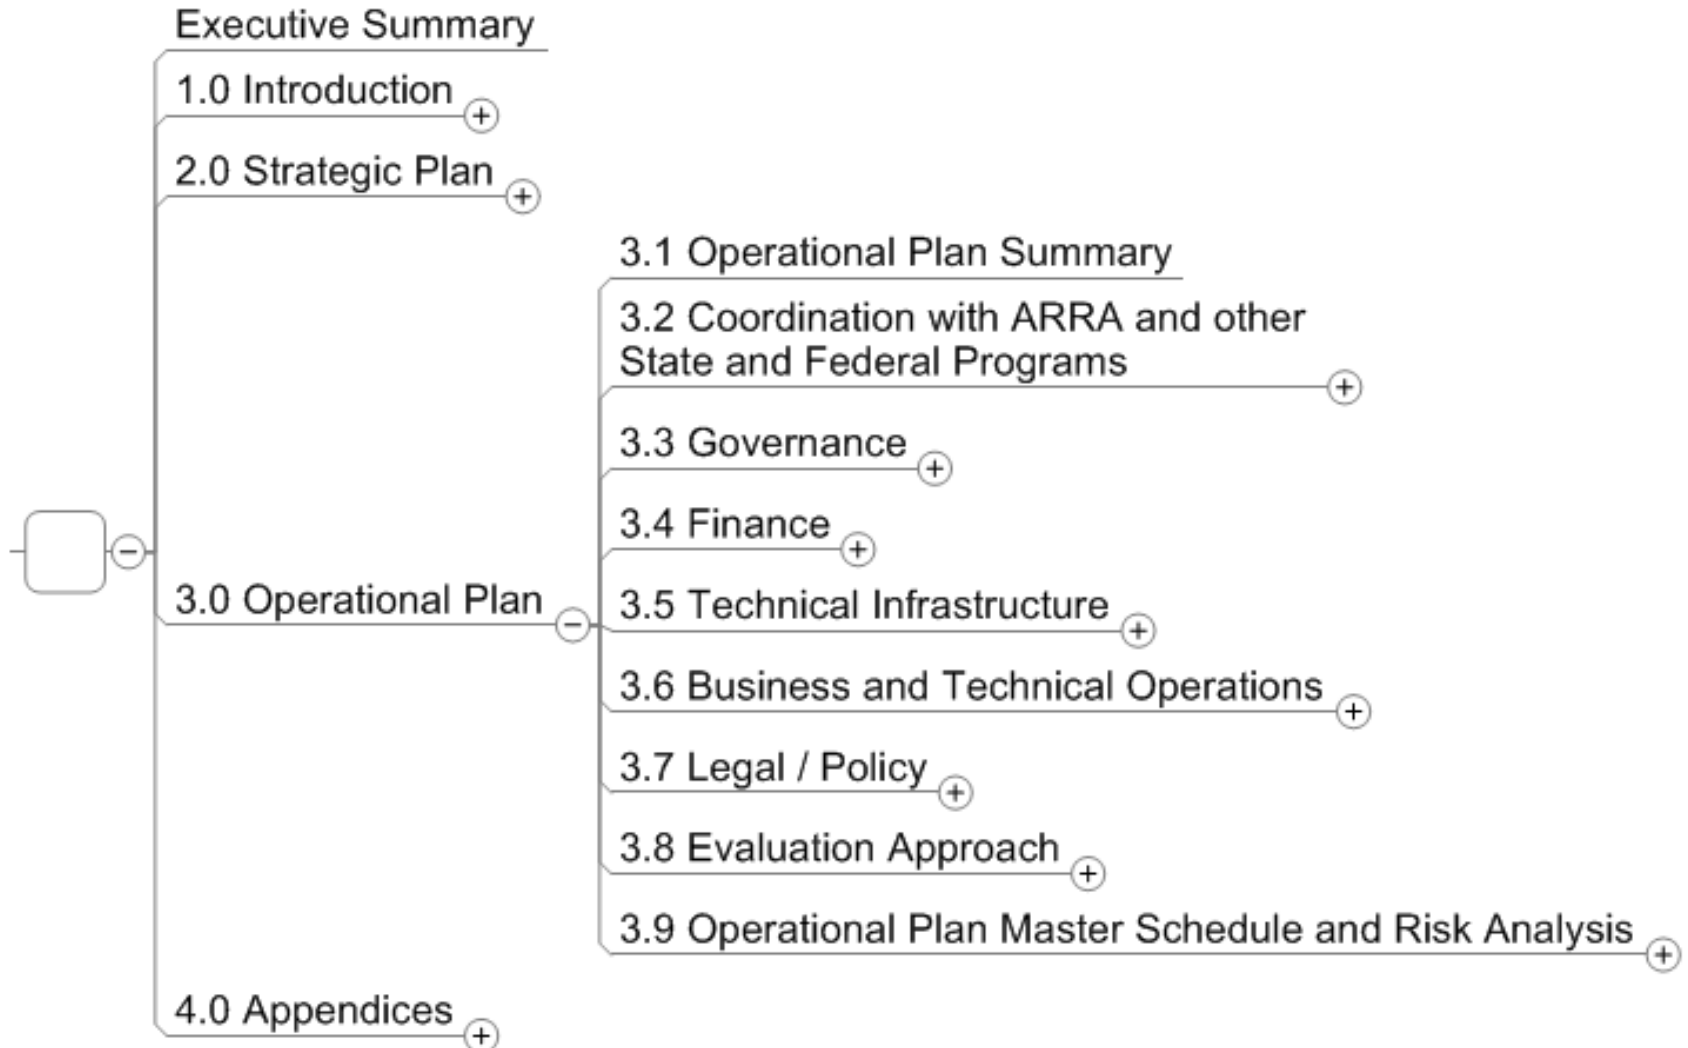 Executive Summary
1.0 Introduction
2.0 Strategic Plan
3.0 Operational Plan
3.1 Operational Plan Summary
3.2 Coordination with ARRA and other
State and Federal Programs
3.3 Governance
3.4 Finance
3.5 Technical Infrastructure
3.6 Business and Technical Operations
3.7 Legal / Policy
3.8 Evaluation Approach
3.9 Operational Plan Master Schedule and Risk Analysis
4.0 Appendices